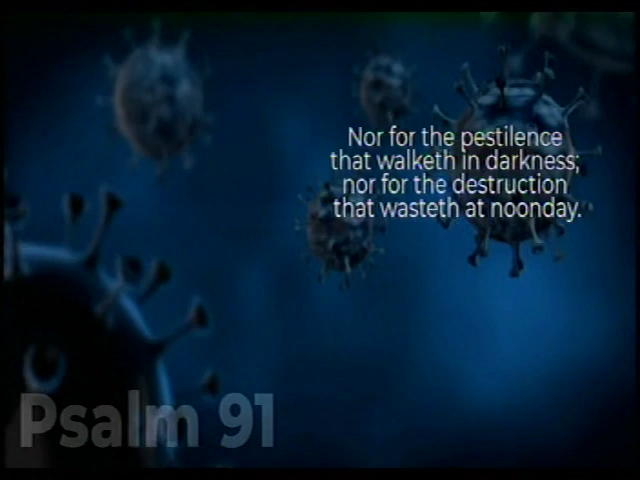 Nor for the pestilence
that walketh in darkness;
nor for the destruction
that wasteth at noonday.
Psalm 91